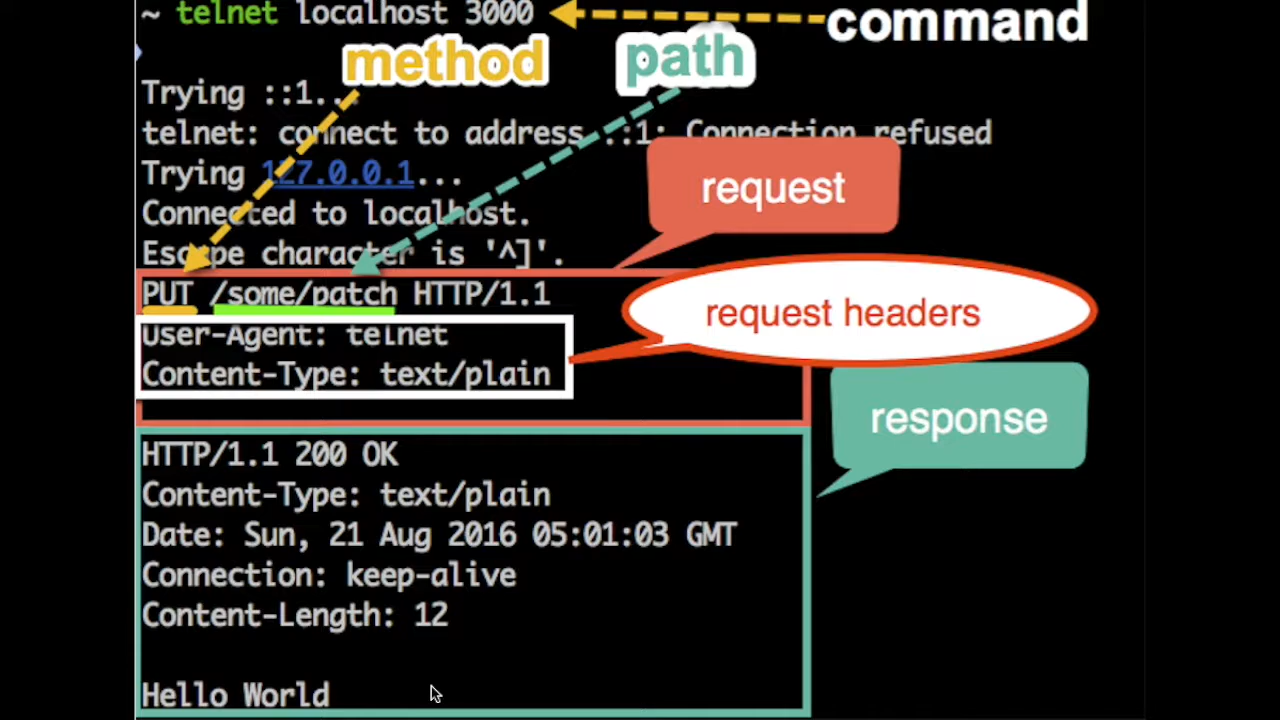 ~ telnet localhost 3000
command
method
path
Trying ::1...
telnet: connect to address ::1: Connection refused
Trying 127.0.0.1...
request
Connected to localhost.
Escape character is '^]'.
PUT /some/patch HTTP/1.1
request headers
User-Agent: telnet
Content-Type: text/plain
response
HTTP/1.1 200 OK
Content-Type: text/plain
Date: Sun, 21 Aug 2016 05:01:03 GMT
Connection: keep-alive
Content-Length: 12
Hello World